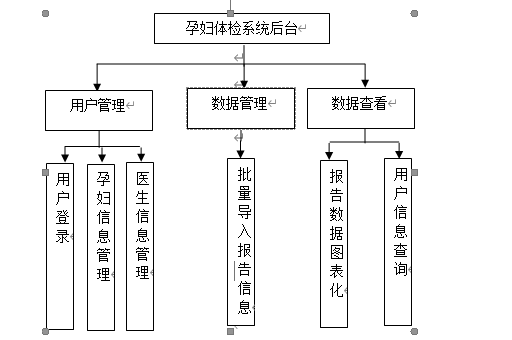 孕妇体检系统后台
用户管理
数据管理
数据查看
用户登录
孕妇信息管理
医生信息管理
批量导入报告信息
报告数据图表化
用户信息查询